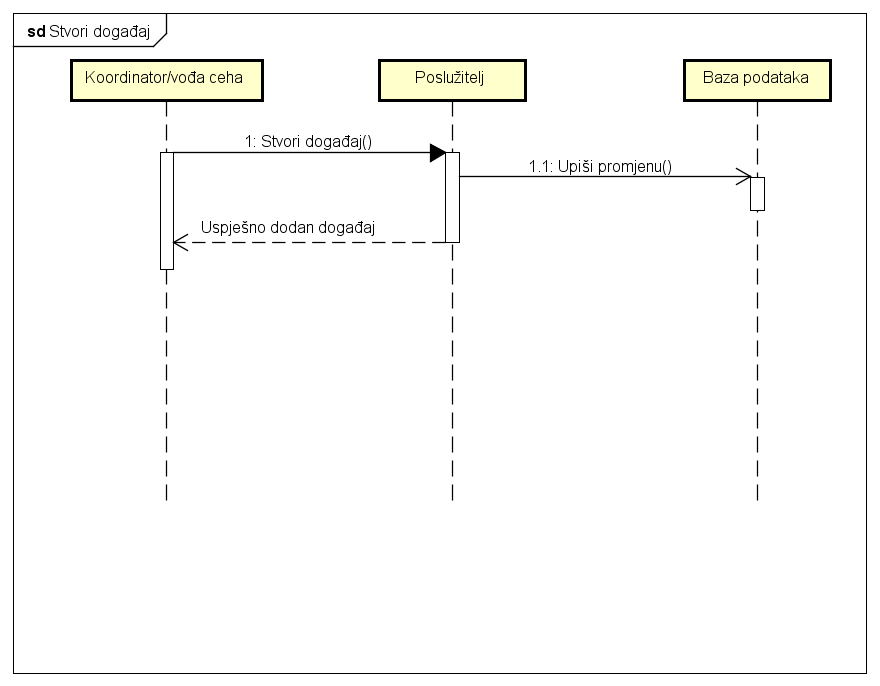 sd Stvori događaj
Koordinator/vođa ceha
Poslužitelj
Baza podataka
1: Stvori događaj()
1.1: Upiši promjenu()
Uspješno dodan događaj